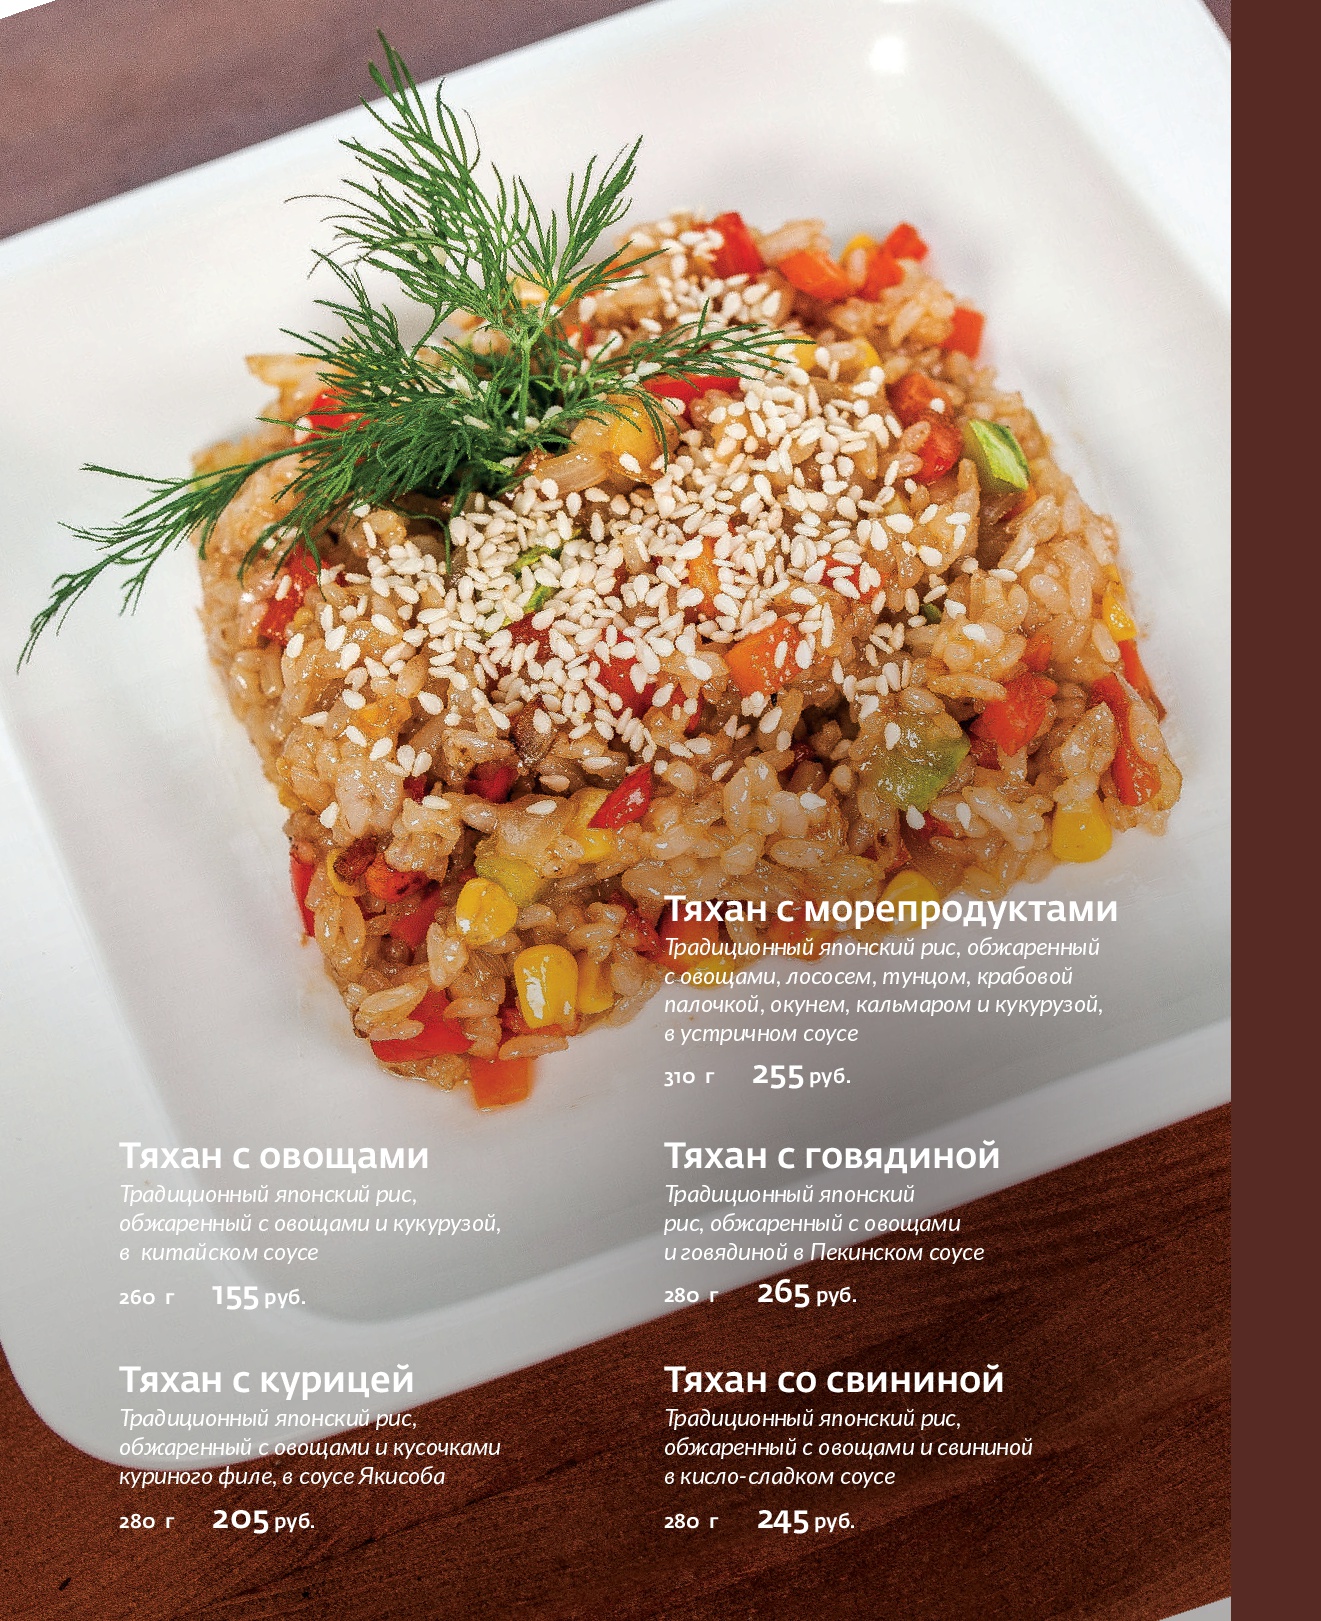 Тяхан с морепродуктами
Традиционный японский рис, обжаренный
с овощами, лососем, тунцом, крабовой
палочкой, окунем, кальмаром и кукурузой,
в устричном соусе
310 г 255 руб.
Тяхан с овощами
Традиционный японский рис,
обжаренный с овощами и кукурузой,
в китайском соусе
260 г 155 руб.
Тяхан с говядиной
Традиционный японский
рис, обжаренный с овощами
и говядиной в Пекинском соусе
280 г 265 руб.
Тяхан с курицей
Традиционный японский рис,
обжаренный с овощами и кусочками
куриного филе, в соусе Якисоба
280 г 205 руб.
Тяхан со свининой
Традиционный японский рис,
обжаренный с овощами и свининой
в кисло-сладком соусе
280 г 245 руб.